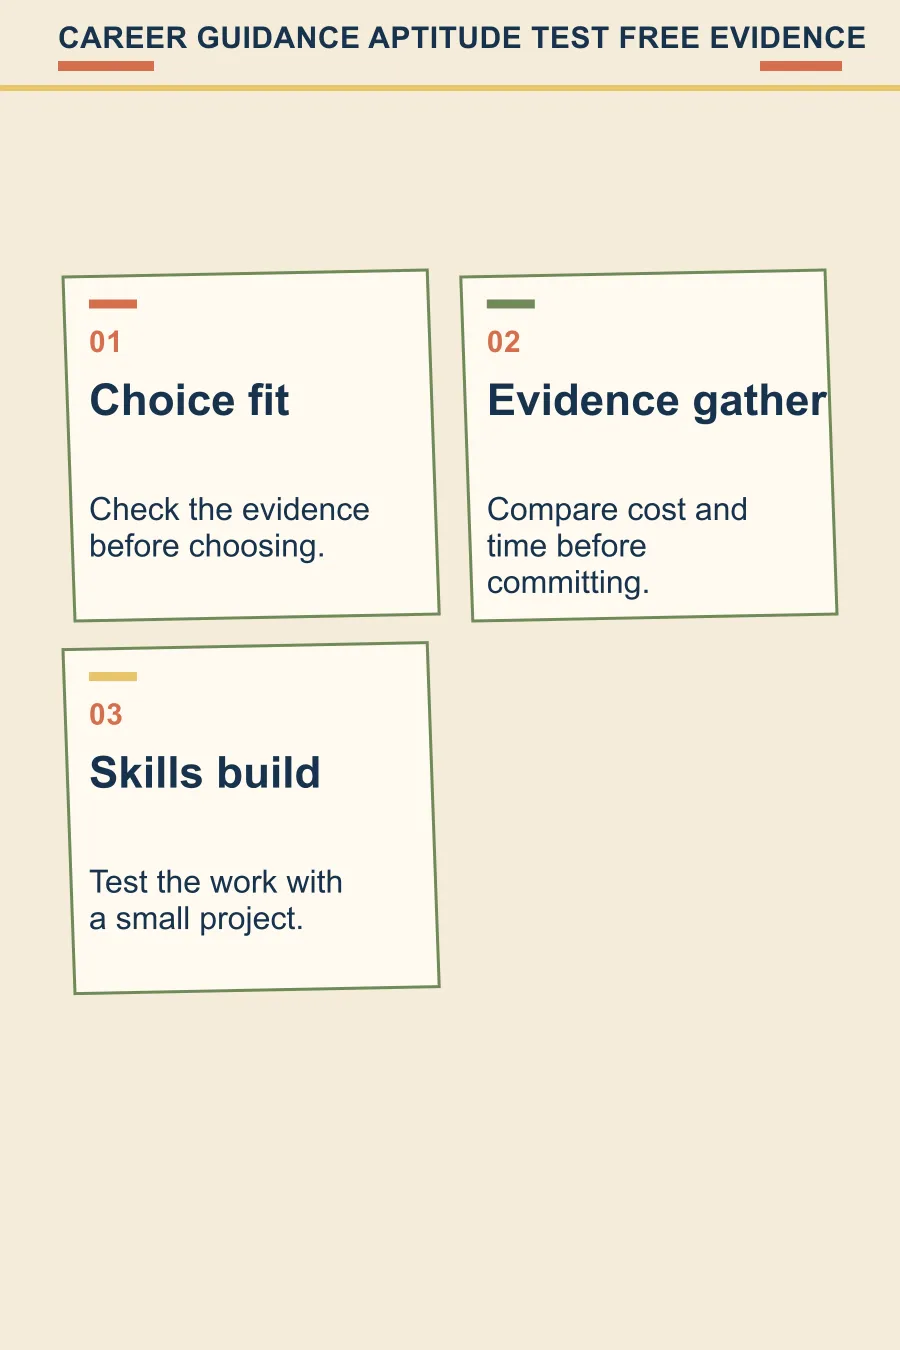 CAREER GUIDANCE APTITUDE TEST FREE EVIDENCE
01
Choice fit
Check the evidence
before choosing.
02
Evidence gather
Compare cost and
time before
committing.
03
Skills build
Test the work with
a small project.